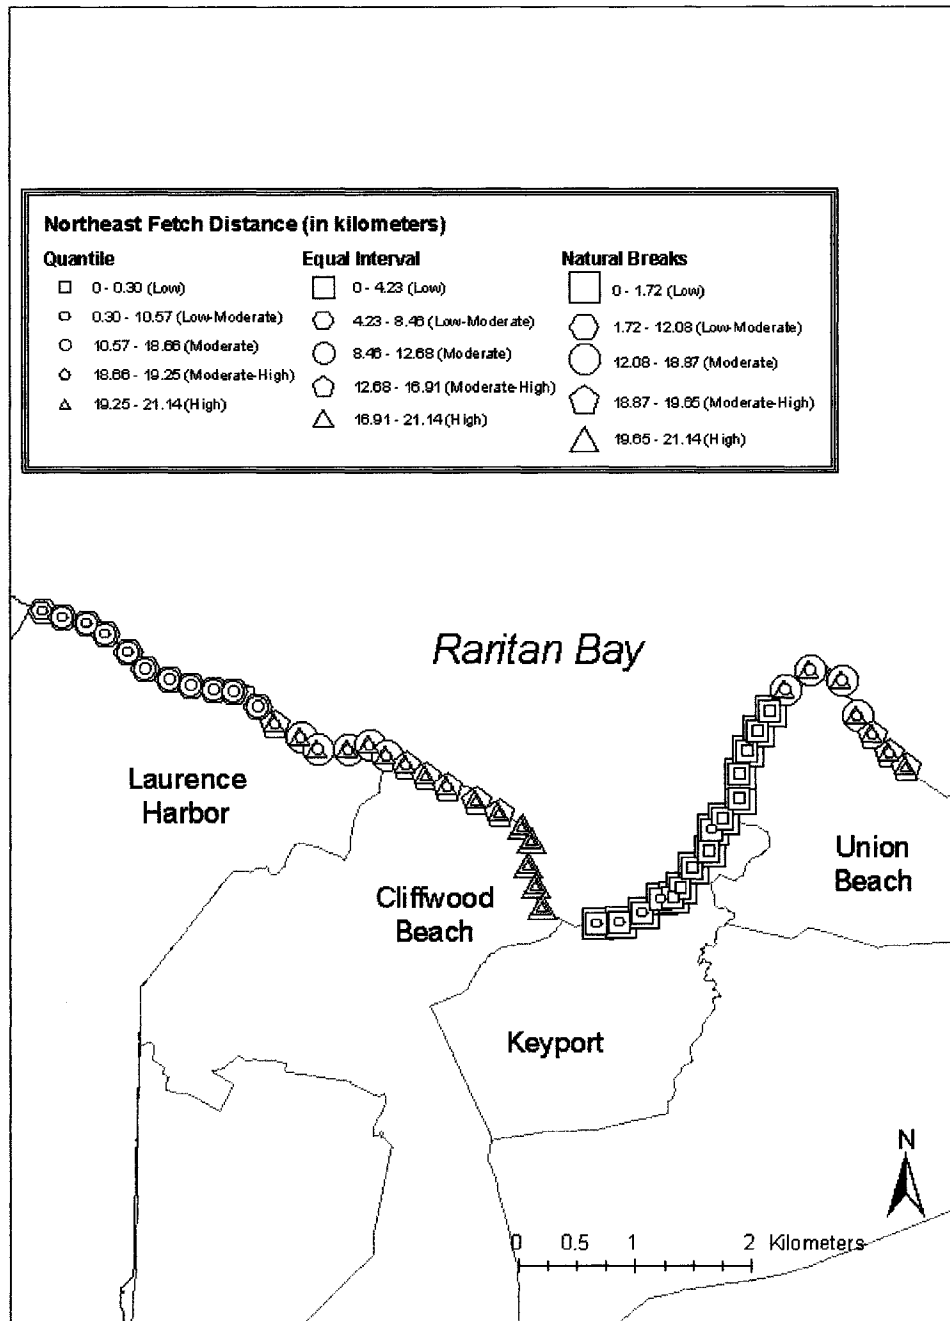 Northeast Fetch Distance (in kilometers)
Quantile
0 - 0.30 (Low)
0.30 - 10.57 (Low-Moderate)
10.57 - 18.66 (Moderate)
18.66 - 19.25 (Moderate-High)
19.25 - 21.14 (High)
Equal Interval
0 - 4.23 (Low)
4.23 - 8.46 (Low-Moderate)
8.46 - 12.68 (Moderate)
12.68 - 16.91 (Moderate-High)
16.91 - 21.14 (High)
Natural Breaks
0 - 1.72 (Low)
1.72 - 12.08 (Low-Moderate)
12.08 - 18.87 (Moderate)
18.87 - 19.65 (Moderate-High)
19.65 - 21.14 (High)
Raritan Bay
Laurence
Harbor
Cliffwood
Beach
Union
Beach
Keyport
N
0 0.5 1 2 Kilometers